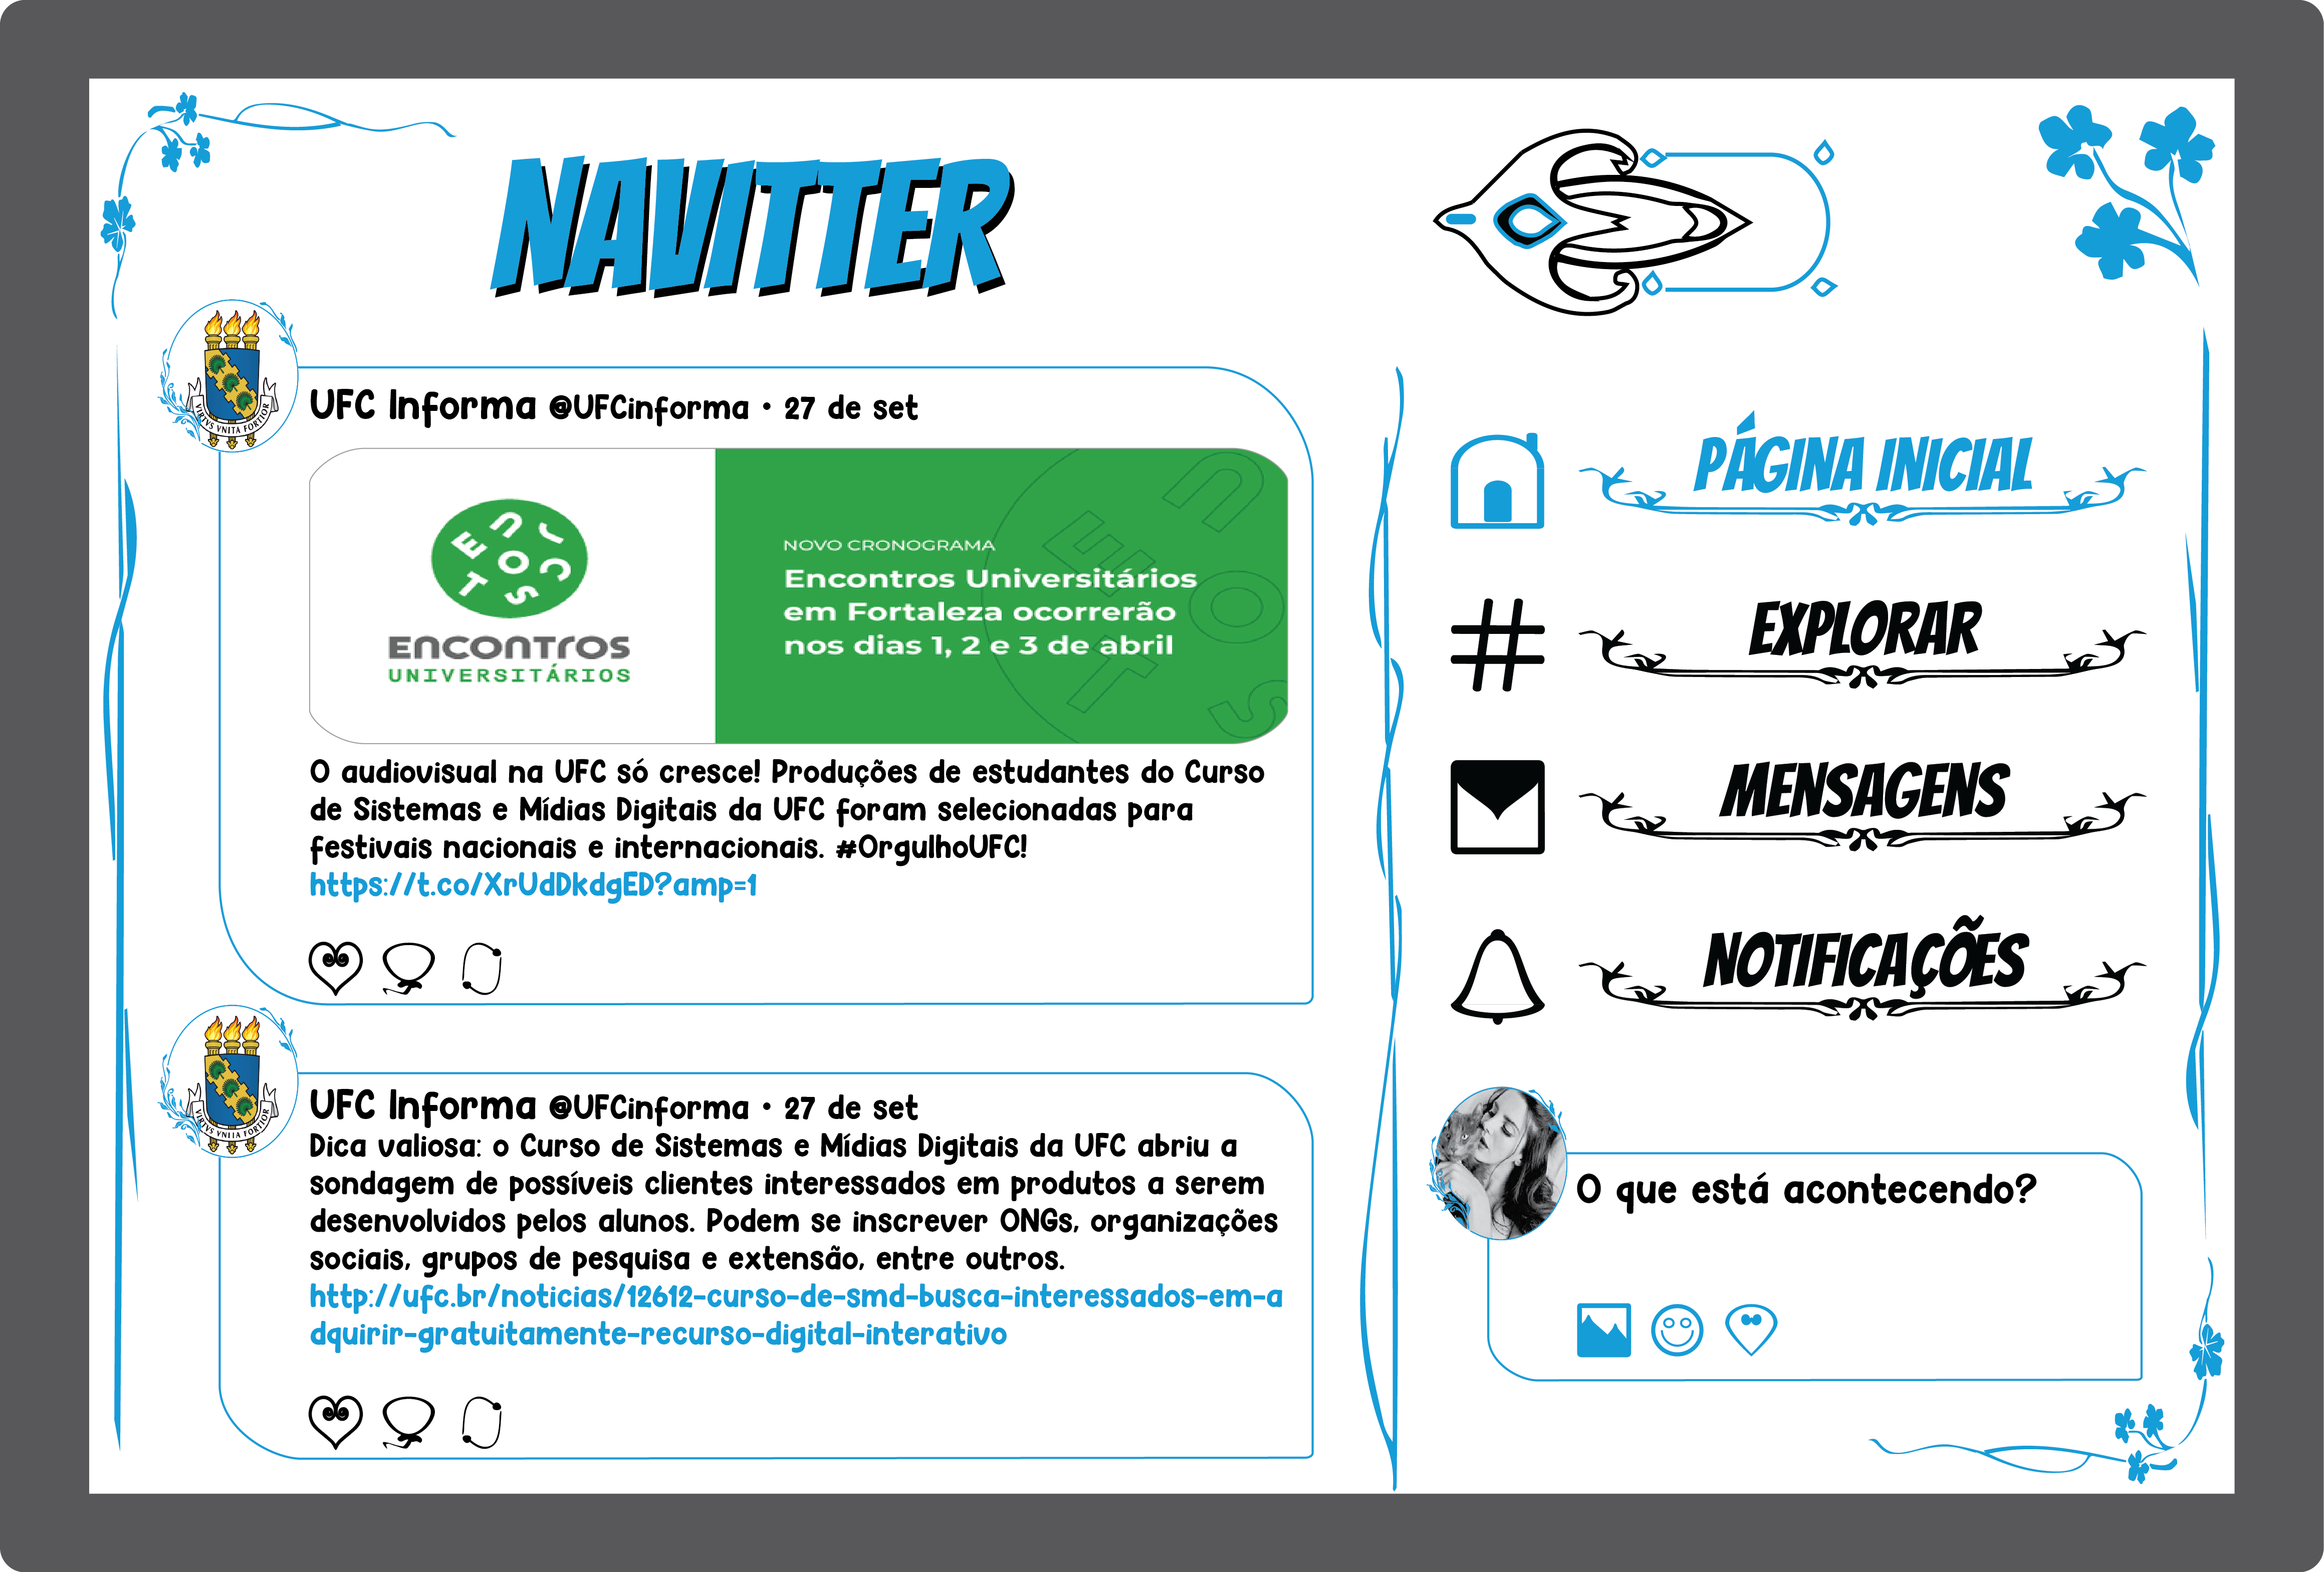 NAVITTER
UFC Informa @UFCinforma • 27 de set
ENCONTROS
ENCONTROS
UNIVERSITÁRIOS
NOVO CRONOGRAMA
Encontros Universitários
em Fortaleza ocorrerão
nos dias 1, 2 e 3 de abril
O audiovisual na UFC só cresce! Produções de estudantes do Curso
de Sistemas e Mídias Digitais da UFC foram selecionadas para
festivais nacionais e internacionais. #OrgulhoUFC!
https://t.co/XrUdDkdgED?amp=1
VIRTVS VNITA FORTIOR
UFC Informa @UFCinforma • 27 de set
Dica valiosa: o Curso de Sistemas e Mídias Digitais da UFC abriu a
sondagem de possíveis clientes interessados em produtos a serem
desenvolvidos pelos alunos. Podem se inscrever ONGs, organizações
sociais, grupos de pesquisa e extensão, entre outros.
http://ufc.br/noticias/12612-curso-de-smd-busca-interessados-em-a
dquirir-gratuitamente-recurso-digital-interativo
VIRTVS VNITA FORTIOR
PÁGINA INICIAL
EXPLORAR
MENSAGENS
NOTIFICAÇÕES
O que está acontecendo?